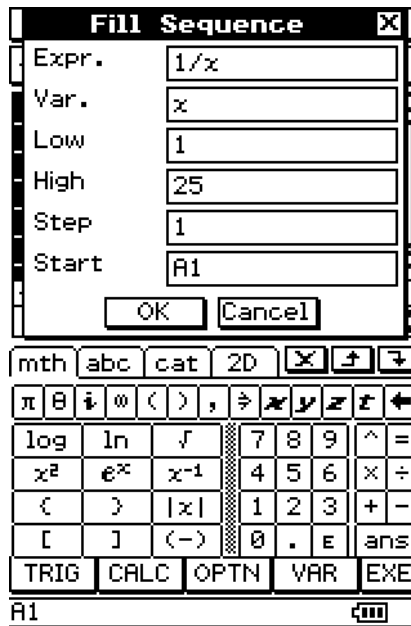 Fill Sequence X
Expr. 1/x
Var. x
Low 1
High 25
Step 1
Start A1
OK Cancel
mth abc cat 2D
π θ i ∞ ( ) , ⇒ x y z t ←
log ln √ 7 8 9 ^ =
x² eˣ x⁻¹ 4 5 6 × ÷
( ) |x| 1 2 3 + −
[ ] (−) 0 . E ans
TRIG CALC OPTN VAR EXE
A1